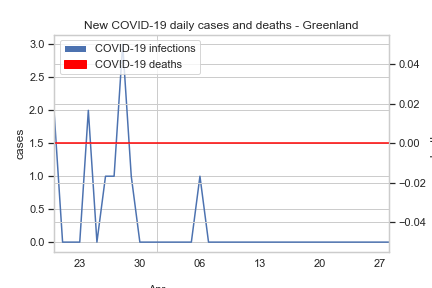 New COVID-19 daily cases and deaths - Greenland
COVID-19 infections
COVID-19 deaths
cases
3.0
2.5
2.0
1.5
1.0
0.5
0.0
0.04
0.02
0.00
−0.02
−0.04
23 30 06 13 20 27